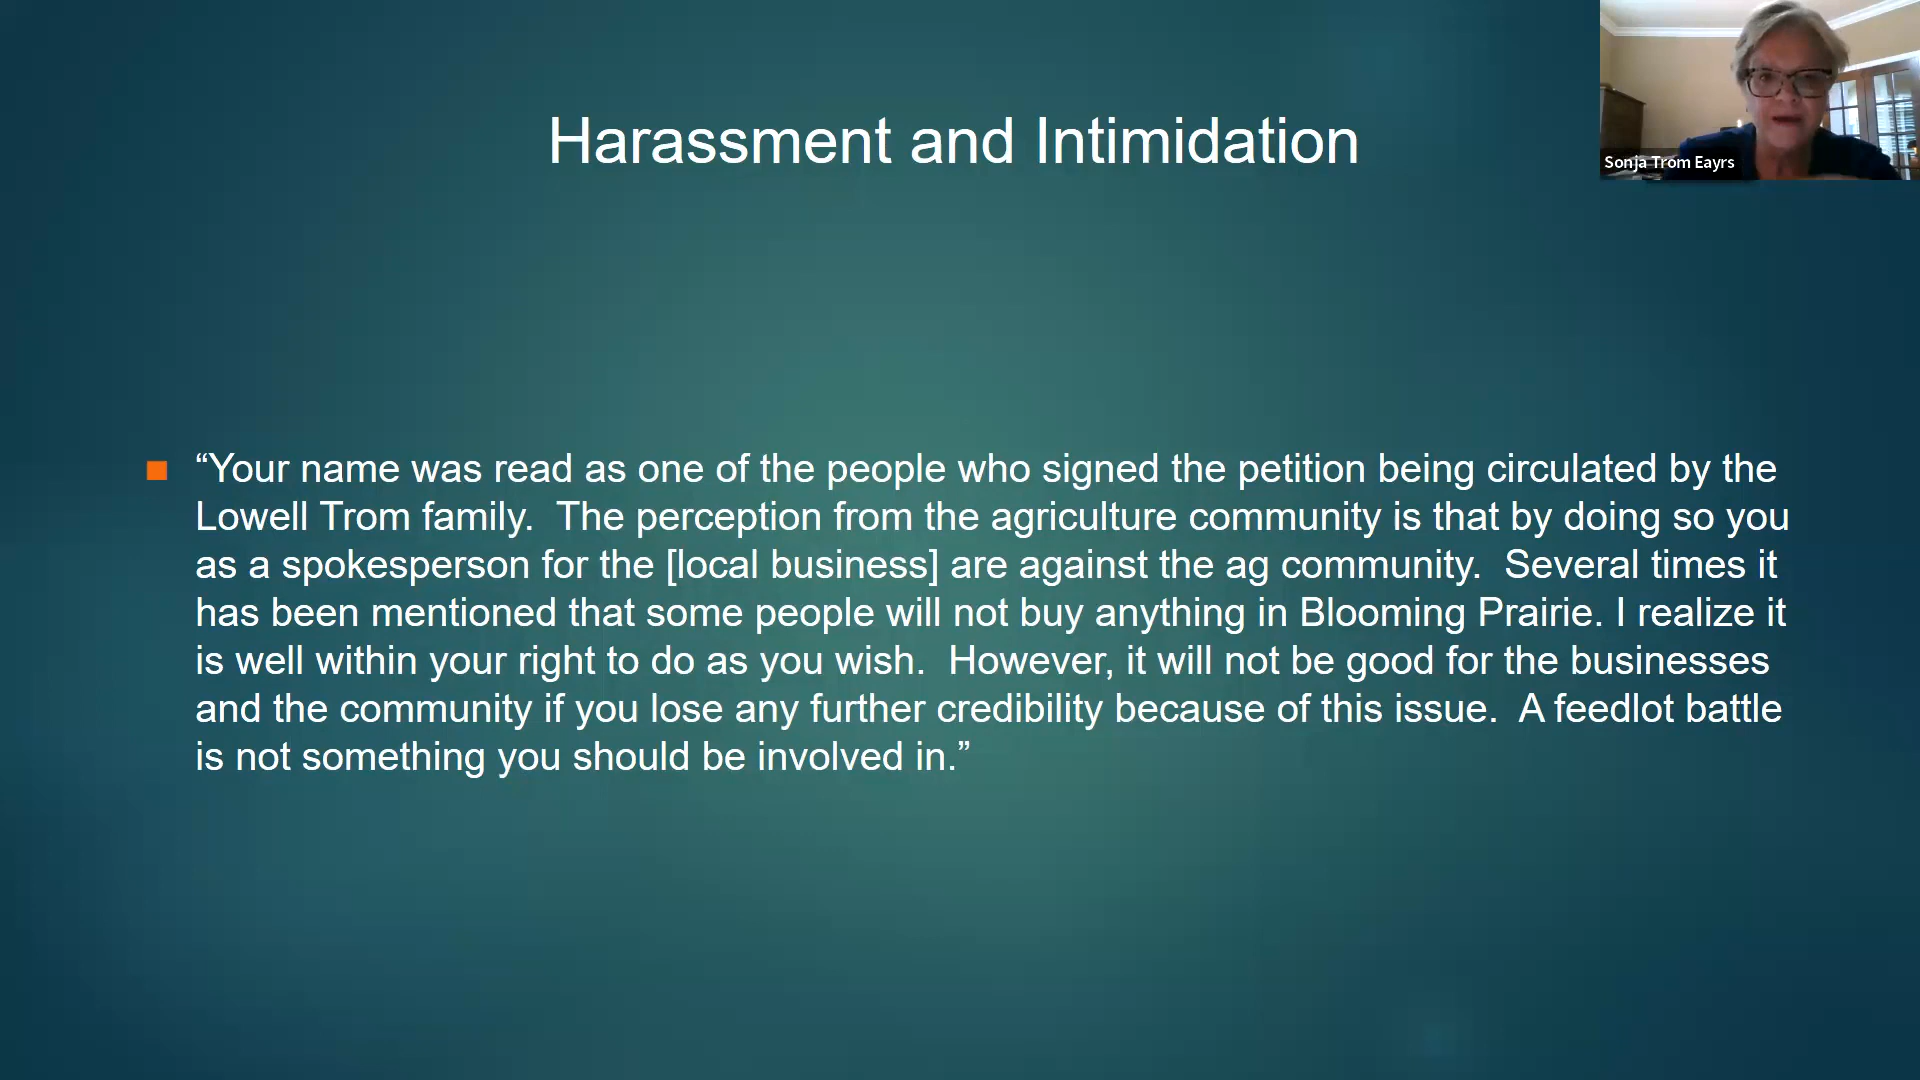 Harassment and Intimidation
Sonja Trom Eayrs
“Your name was read as one of the people who signed the petition being circulated by the
Lowell Trom family.  The perception from the agriculture community is that by doing so you
as a spokesperson for the [local business] are against the ag community.  Several times it
has been mentioned that some people will not buy anything in Blooming Prairie. I realize it
is well within your right to do as you wish.  However, it will not be good for the businesses
and the community if you lose any further credibility because of this issue.  A feedlot battle
is not something you should be involved in.”